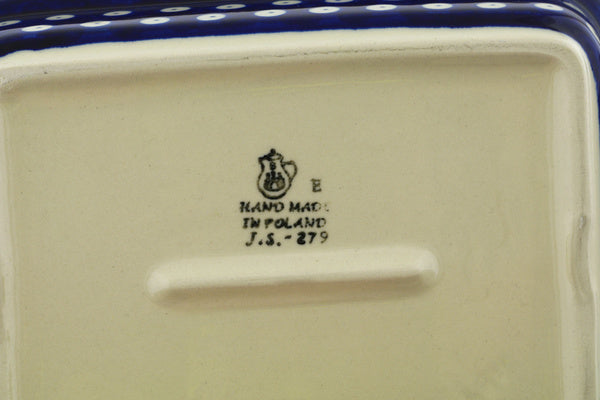 E
HAND MADE
IN POLAND
J.S.-279